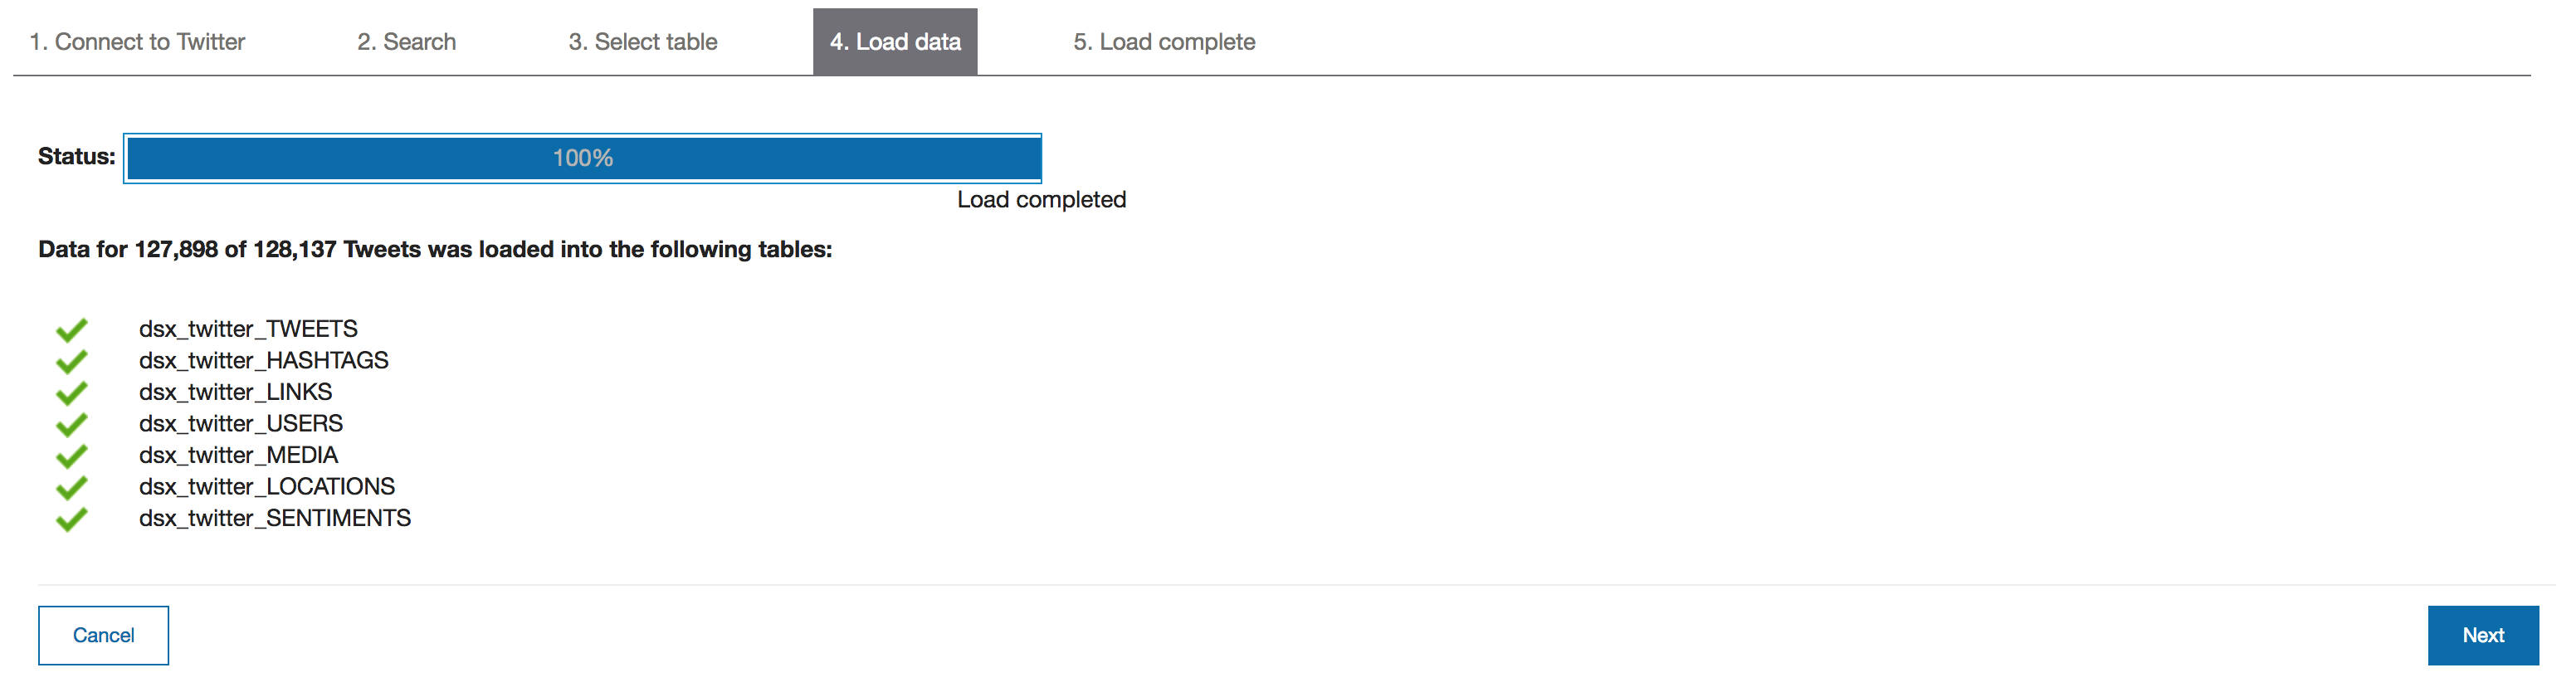 1. Connect to Twitter 2. Search 3. Select table 4. Load data 5. Load complete
Status: 100%
Load completed
Data for 127,898 of 128,137 Tweets was loaded into the following tables:
dsx_twitter_TWEETS
dsx_twitter_HASHTAGS
dsx_twitter_LINKS
dsx_twitter_USERS
dsx_twitter_MEDIA
dsx_twitter_LOCATIONS
dsx_twitter_SENTIMENTS
Cancel Next